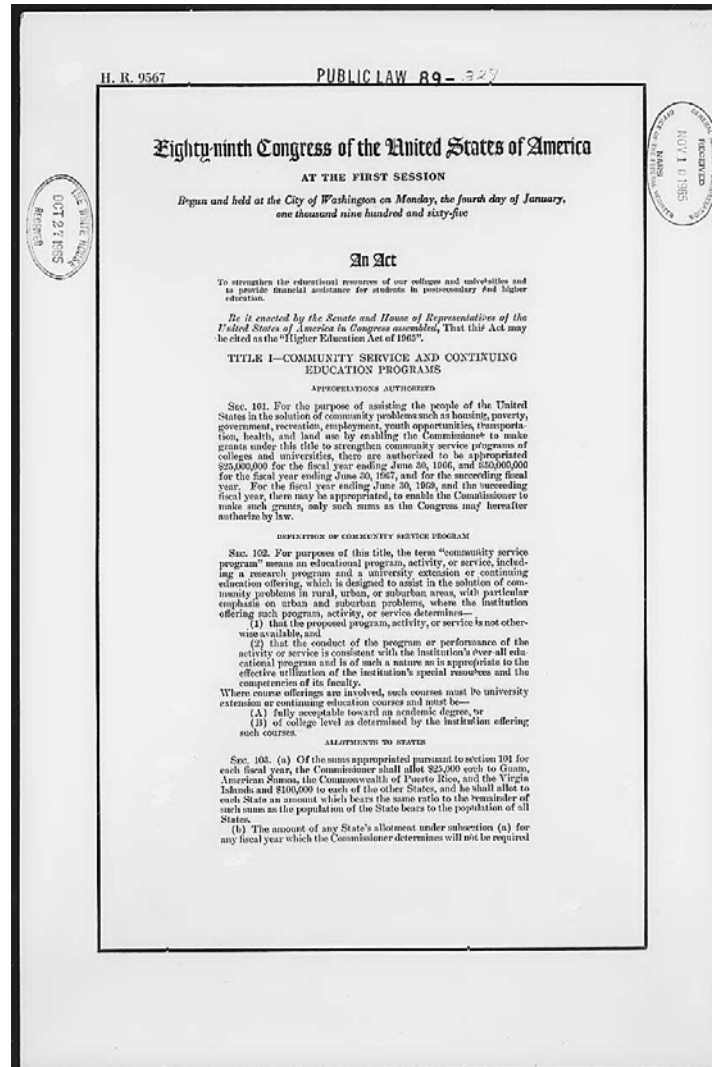 H. R. 9567
PUBLIC LAW 89-329
Eighty-ninth Congress of the United States of America
AT THE FIRST SESSION
Begun and held at the City of Washington on Monday, the fourth day of January,
one thousand nine hundred and sixty-five
THE WHITE HOUSE
OCT 27 1965
RECEIVED
RECEIVED
NOV 10 1965
NARS
An Act
To strengthen the educational resources of our colleges and universities and
to provide financial assistance for students in postsecondary and higher
education.
Be it enacted by the Senate and House of Representatives of the
United States of America in Congress assembled, That this Act may
be cited as the "Higher Education Act of 1965".
TITLE I—COMMUNITY SERVICE AND CONTINUING
EDUCATION PROGRAMS
APPROPRIATIONS AUTHORIZED
SEC. 101. For the purpose of assisting the people of the United
States in the solution of community problems such as housing, poverty,
government, recreation, employment, youth opportunities, transporta-
tion, health, and land use by enabling the Commissioner to make
grants under this title to strengthen community service programs of
colleges and universities, there are authorized to be appropriated
$25,000,000 for the fiscal year ending June 30, 1966, and $50,000,000
for the fiscal year ending June 30, 1967, and for the succeeding fiscal
year. For the fiscal year ending June 30, 1969, and the succeeding
fiscal year, there may be appropriated, to enable the Commissioner to
make such grants, only such sums as the Congress may hereafter
authorize by law.
DEFINITION OF COMMUNITY SERVICE PROGRAM
SEC. 102. For purposes of this title, the term "community service
program" means an educational program, activity, or service, includ-
ing a research program and a university extension or continuing
education offering, which is designed to assist in the solution of com-
munity problems in rural, urban, or suburban areas, with particular
emphasis on urban and suburban problems, where the institution
offering such program, activity, or service determines—
(1) that the proposed program, activity, or service is not other-
wise available, and
(2) that the conduct of the program or performance of the
activity or service is consistent with the institution's over-all edu-
cational program and is of such a nature as is appropriate to the
effective utilization of the institution's special resources and the
competencies of its faculty.
Where course offerings are involved, such courses must be university
extension or continuing education courses and must be—
(A) fully acceptable toward an academic degree, or
(B) of college level as determined by the institution offering
such courses.
ALLOTMENTS TO STATES
SEC. 103. (a) Of the sums appropriated pursuant to section 101 for
each fiscal year, the Commissioner shall allot $25,000 each to Guam,
American Samoa, the Commonwealth of Puerto Rico, and the Virgin
Islands and $100,000 to each of the other States, and he shall allot to
each State an amount which bears the same ratio to the remainder of
such sums as the population of the State bears to the population of all
States.
(b) The amount of any State's allotment under subsection (a) for
any fiscal year which the Commissioner determines will not be required